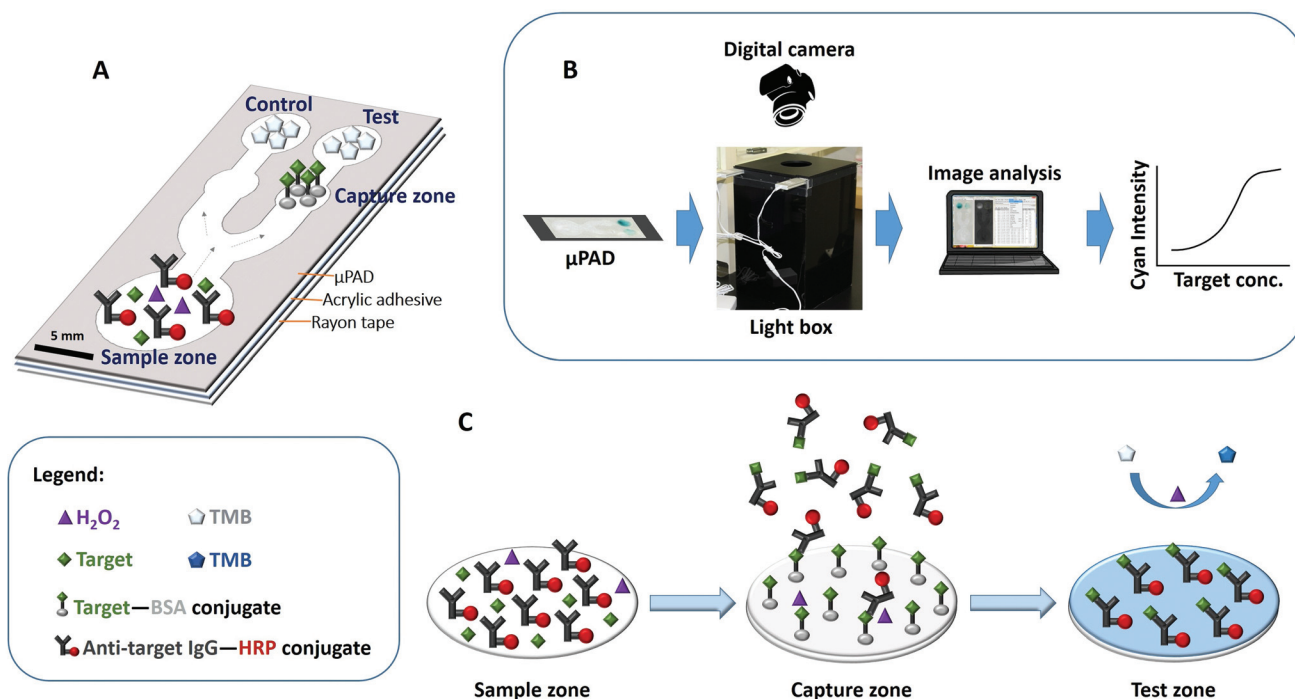 A
Control
Test
Capture zone
µPAD
Acrylic adhesive
Rayon tape
5 mm
Sample zone
B
Digital camera
µPAD
Light box
Image analysis
Cyan Intensity
Target conc.
Legend:
H₂O₂
TMB
Target
TMB
Target—BSA conjugate
Anti-target IgG—HRP conjugate
C
Sample zone
Capture zone
Test zone